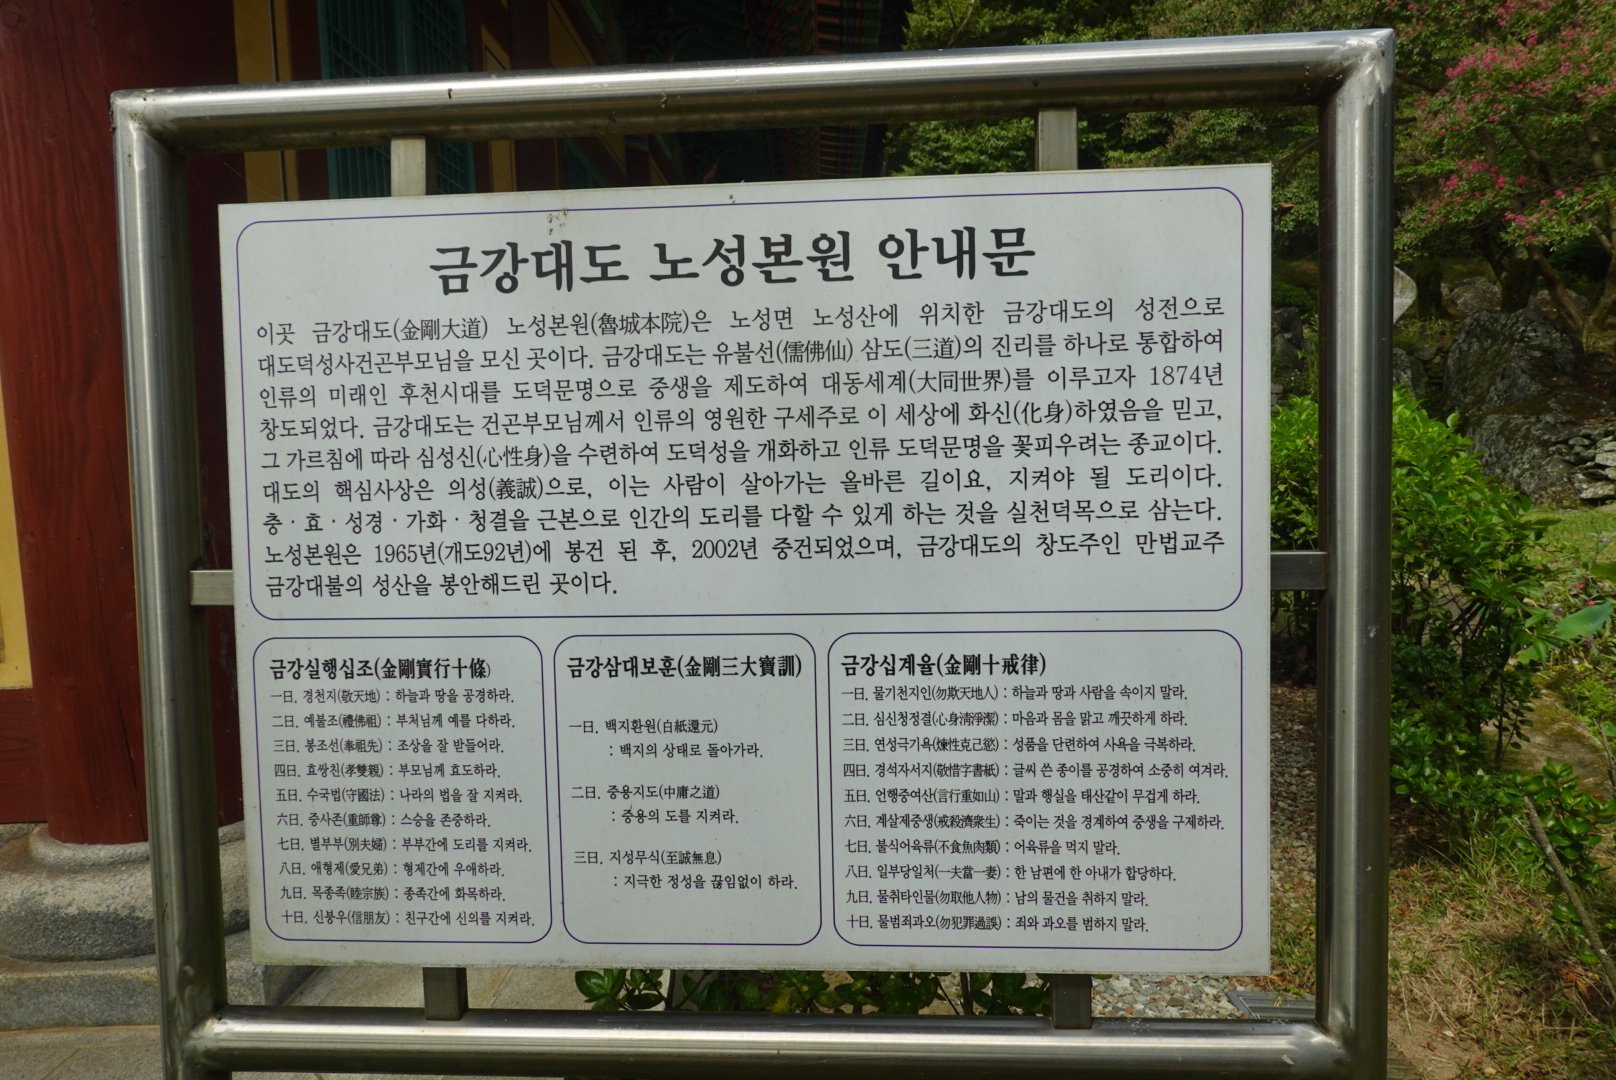 금강대도 노성본원 안내문
이곳 금강대도(金剛大道) 노성본원(魯城本院)은 노성면 노성산에 위치한 금강대도의 성전으로
대도덕성사건곤부모님을 모신 곳이다. 금강대도는 유불선(儒佛仙) 삼도(三道)의 진리를 하나로 통합하여
인류의 미래인 후천시대를 도덕문명으로 중생을 제도하여 대동세계(大同世界)를 이루고자 1874년
창도되었다. 금강대도는 건곤부모님께서 인류의 영원한 구세주로 이 세상에 화신(化身)하였음을 믿고,
그 가르침에 따라 심성신(心性身)을 수련하여 도덕성을 개화하고 인류 도덕문명을 꽃피우려는 종교이다.
대도의 핵심사상은 의성(義誠)으로, 이는 사람이 살아가는 올바른 길이요, 지켜야 될 도리이다.
충 · 효 · 성경 · 가화 · 청결을 근본으로 인간의 도리를 다할 수 있게 하는 것을 실천덕목으로 삼는다.
노성본원은 1965년(개도92년)에 봉건 된 후, 2002년 중건되었으며, 금강대도의 창도주인 만법교주
금강대불의 성산을 봉안해드린 곳이다.
금강실행십조(金剛實行十條)
一日. 경천지(敬天地) : 하늘과 땅을 공경하라.
二日. 예불조(禮佛祖) : 부처님께 예를 다하라.
三日. 봉조선(奉祖先) : 조상을 잘 받들어라.
四日. 효쌍친(孝雙親) : 부모님께 효도하라.
五日. 수국법(守國法) : 나라의 법을 잘 지켜라.
六日. 중사존(重師尊) : 스승을 존중하라.
七日. 별부부(別夫婦) : 부부간에 도리를 지켜라.
八日. 애형제(愛兄弟) : 형제간에 우애하라.
九日. 목종족(睦宗族) : 종족간에 화목하라.
十日. 신붕우(信朋友) : 친구간에 신의를 지켜라.
금강삼대보훈(金剛三大寶訓)
一日. 백지환원(白紙還元)
: 백지의 상태로 돌아가라.
二日. 중용지도(中庸之道)
: 중용의 도를 지켜라.
三日. 지성무식(至誠無息)
: 지극한 정성을 끊임없이 하라.
금강십계율(金剛十戒律)
一日. 물기천지인(勿欺天地人) : 하늘과 땅과 사람을 속이지 말라.
二日. 심신청정결(心身淸淨潔) : 마음과 몸을 맑고 깨끗하게 하라.
三日. 연성극기욕(煉性克己慾) : 성품을 단련하여 사욕을 극복하라.
四日. 경석자서지(敬惜字書紙) : 글씨 쓴 종이를 공경하여 소중히 여겨라.
五日. 언행중여산(言行重如山) : 말과 행실을 태산같이 무겁게 하라.
六日. 계살제중생(戒殺濟衆生) : 죽이는 것을 경계하여 중생을 구제하라.
七日. 불식어육류(不食魚肉類) : 어육류를 먹지 말라.
八日. 일부당일처(一夫當一妻) : 한 남편에 한 아내가 합당하다.
九日. 물취타인물(勿取他人物) : 남의 물건을 취하지 말라.
十日. 물범죄과오(勿犯罪過誤) : 죄와 과오를 범하지 말라.